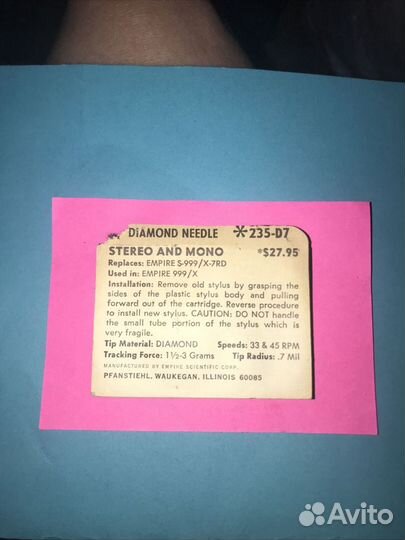 DIAMOND NEEDLE *235-D7
STEREO AND MONO *$27.95
Replaces: EMPIRE S-999/X-7RD
Used in: EMPIRE 999/X
Installation: Remove old stylus by grasping the
sides of the plastic stylus body and pulling
forward out of the cartridge. Reverse procedure
to install new stylus. CAUTION: DO NOT handle
the small tube portion of the stylus which is
very fragile.
Tip Material: DIAMOND Speeds: 33 & 45 RPM
Tracking Force: 1½-3 Grams Tip Radius: .7 Mil
MANUFACTURED BY EMPIRE SCIENTIFIC CORP.
PFANSTIEHL, WAUKEGAN, ILLINOIS 60085
Avito